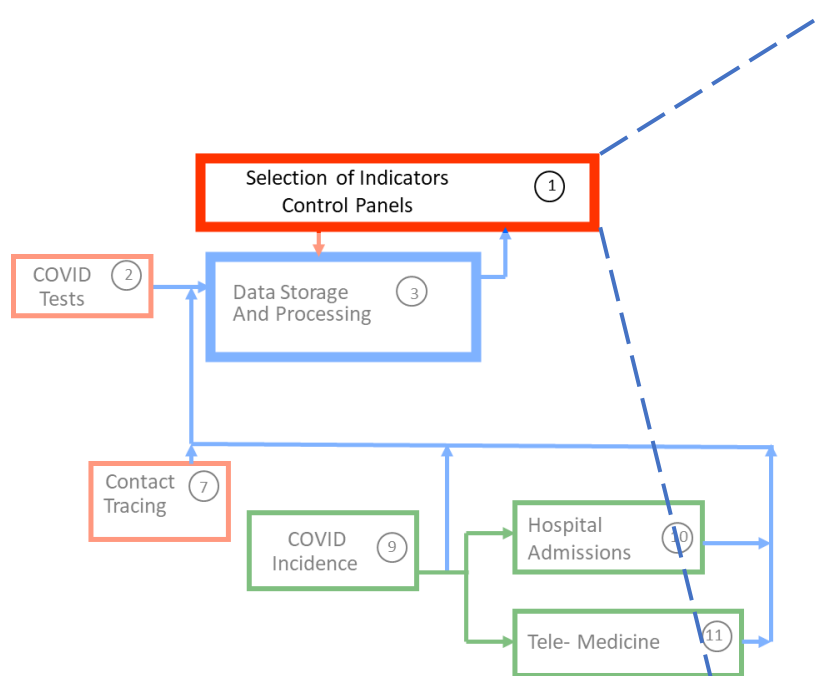 Selection of Indicators
Control Panels
1
COVID
Tests
2
Data Storage
And Processing
3
Contact
Tracing
7
COVID
Incidence
9
Hospital
Admissions
10
Tele- Medicine
11